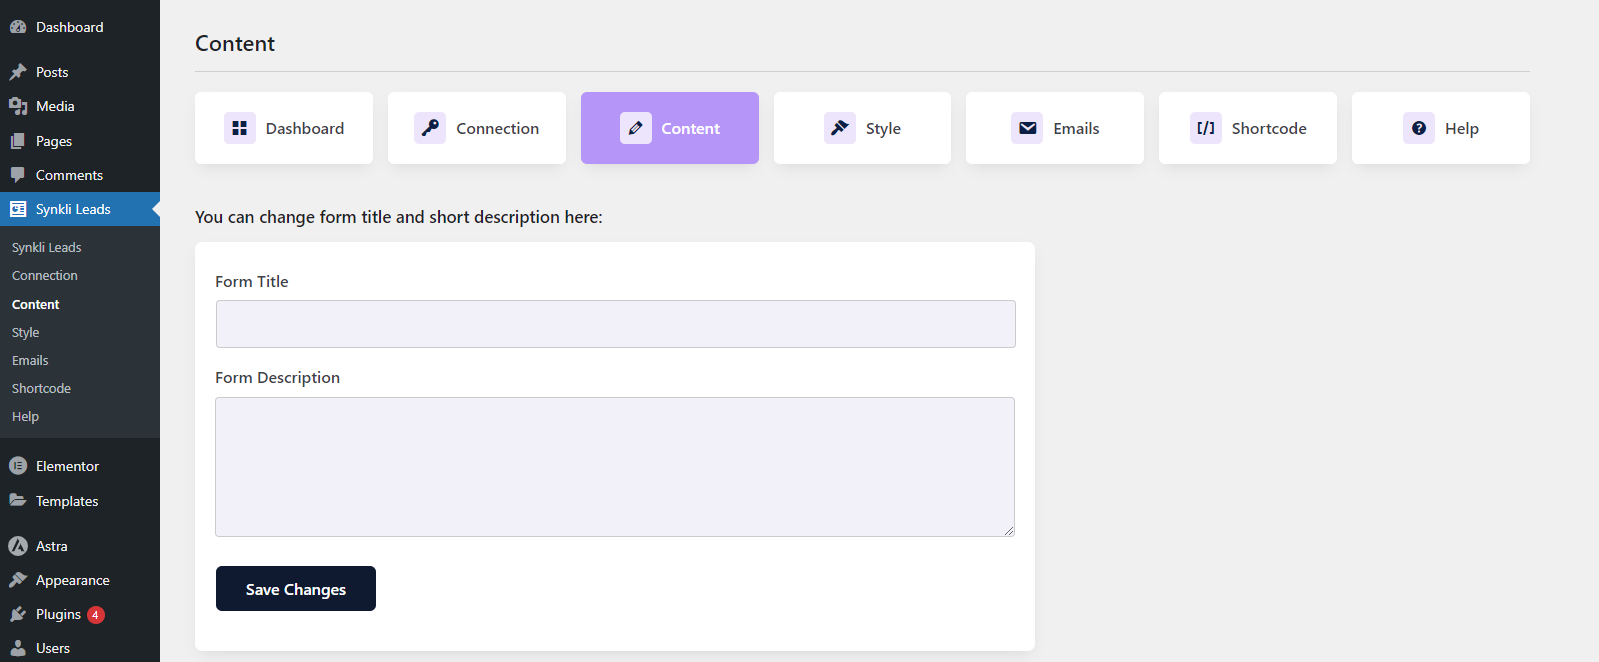 Dashboard
Posts
Media
Pages
Comments
Synkli Leads
Synkli Leads
Connection
Content
Style
Emails
Shortcode
Help
Elementor
Templates
Astra
Appearance
Plugins 4
Users
Content
Dashboard
Connection
Content
Style
Emails
[/] Shortcode
Help
You can change form title and short description here:
Form Title
Form Description
Save Changes